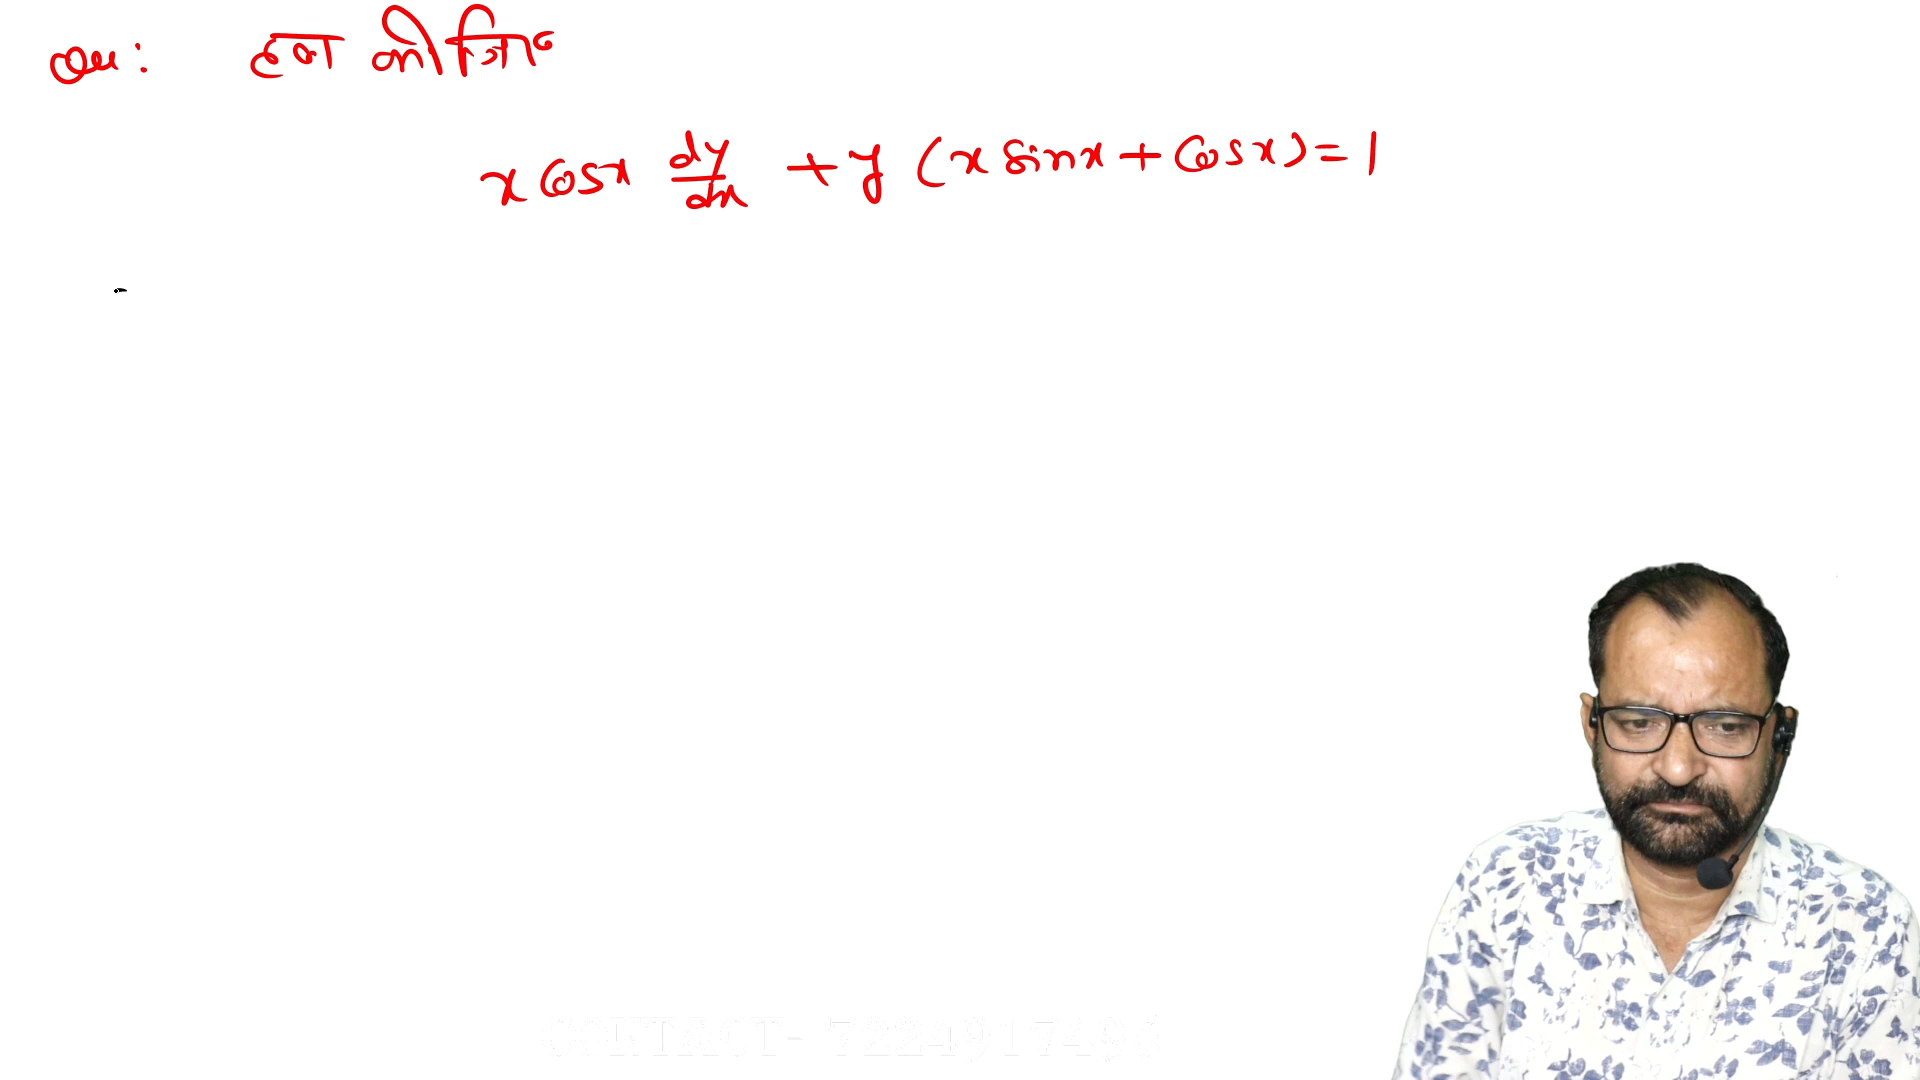 Qu: हल कीजिए
x cosx dy/dx + y (x sinx + cosx) = 1